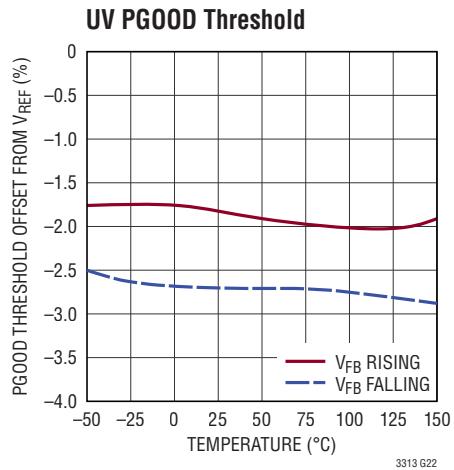 UV PGOOD Threshold
PGOOD THRESHOLD OFFSET FROM VREF (%)
0
–0.5
–1.0
–1.5
–2.0
–2.5
–3.0
–3.5
–4.0
VFB RISING
VFB FALLING
–50 –25 0 25 50 75 100 125 150
TEMPERATURE (°C)
3313 G22